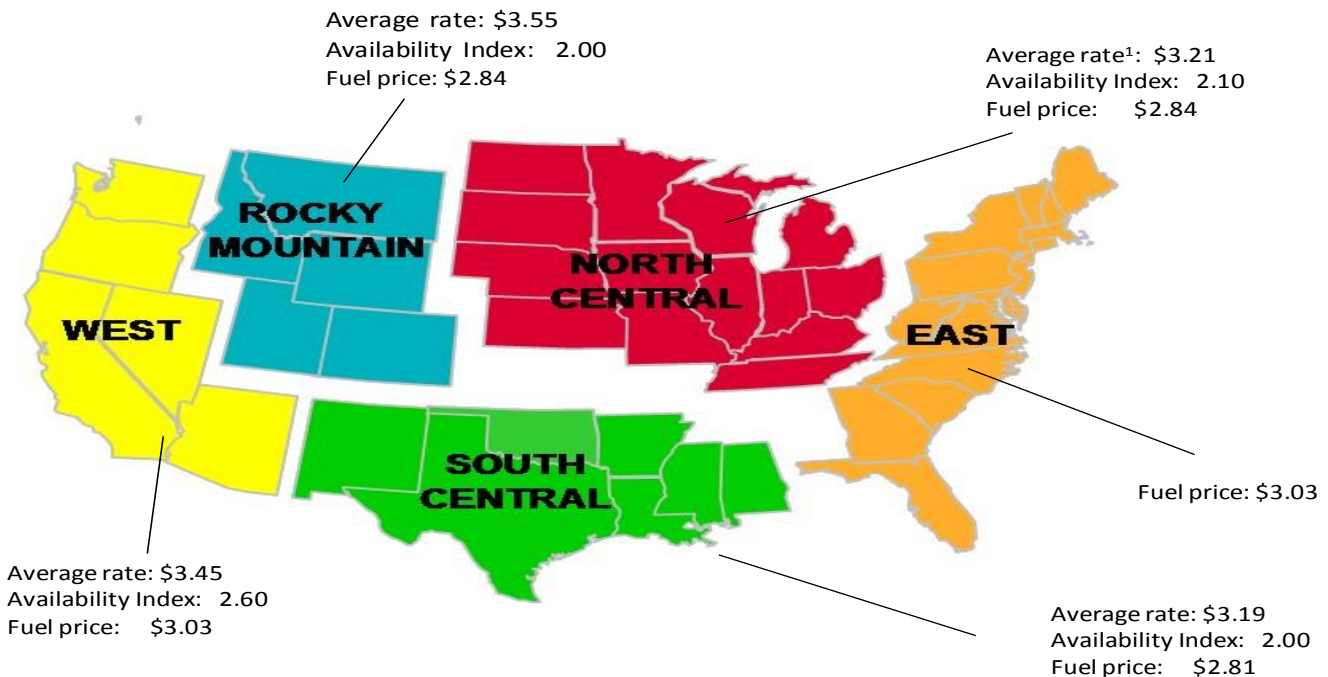 Average rate: $3.55
Availability Index: 2.00
Fuel price: $2.84
Average rate¹: $3.21
Availability Index: 2.10
Fuel price: $2.84
ROCKY
MOUNTAIN
NORTH
CENTRAL
WEST
EAST
SOUTH
CENTRAL
Fuel price: $3.03
Average rate: $3.45
Availability Index: 2.60
Fuel price: $3.03
Average rate: $3.19
Availability Index: 2.00
Fuel price: $2.81